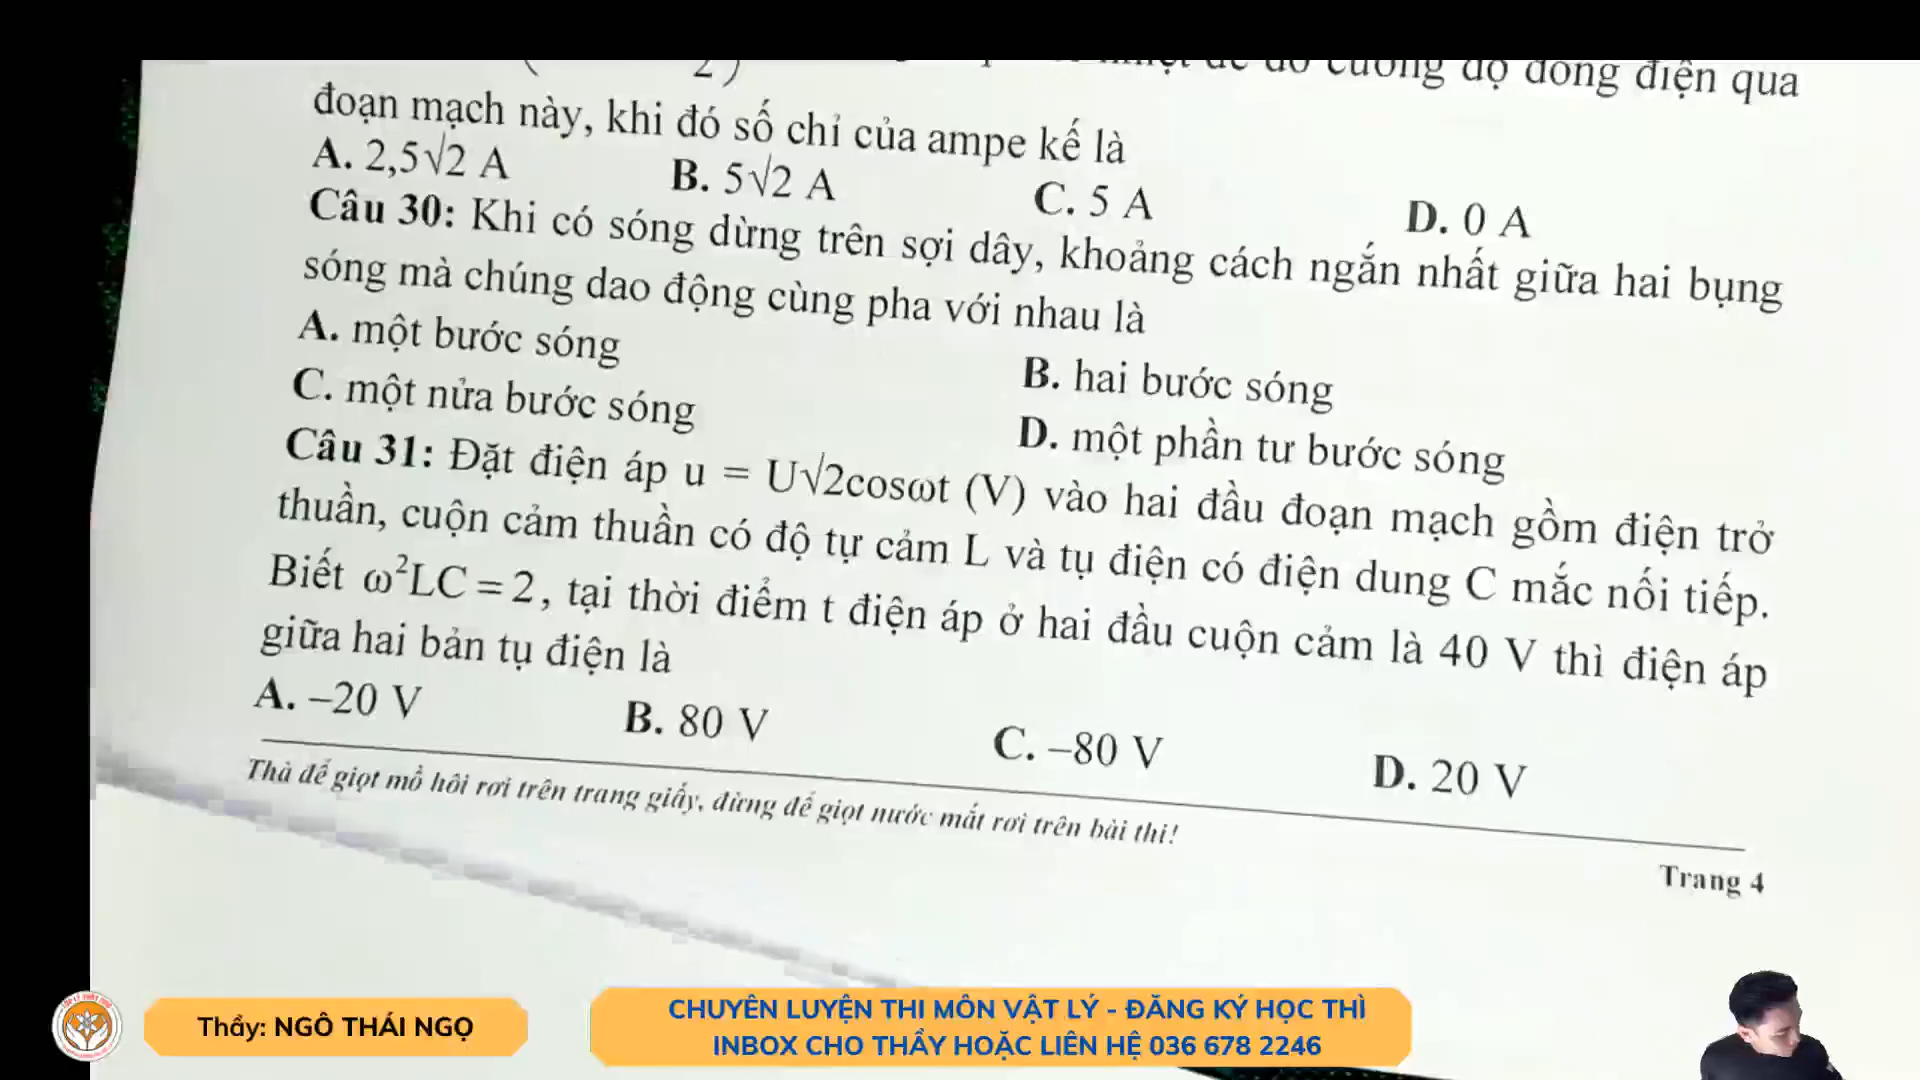 2 )
cường độ dòng điện qua
đoạn mạch này, khi đó số chỉ của ampe kế là
A. 2,5√2 A B. 5√2 A C. 5 A D. 0 A
Câu 30: Khi có sóng dừng trên sợi dây, khoảng cách ngắn nhất giữa hai bụng
sóng mà chúng dao động cùng pha với nhau là
A. một bước sóng B. hai bước sóng
C. một nửa bước sóng D. một phần tư bước sóng
Câu 31: Đặt điện áp u = U√2cosωt (V) vào hai đầu đoạn mạch gồm điện trở
thuần, cuộn cảm thuần có độ tự cảm L và tụ điện có điện dung C mắc nối tiếp.
Biết ω²LC = 2, tại thời điểm t điện áp ở hai đầu cuộn cảm là 40 V thì điện áp
giữa hai bản tụ điện là
A. –20 V B. 80 V C. –80 V D. 20 V
Thà để giọt mồ hôi rơi trên trang giấy, đừng để giọt nước mắt rơi trên bài thi!
Trang 4
Thầy: NGÔ THÁI NGỌ
CHUYÊN LUYỆN THI MÔN VẬT LÝ - ĐĂNG KÝ HỌC THÌ
INBOX CHO THẦY HOẶC LIÊN HỆ 036 678 2246